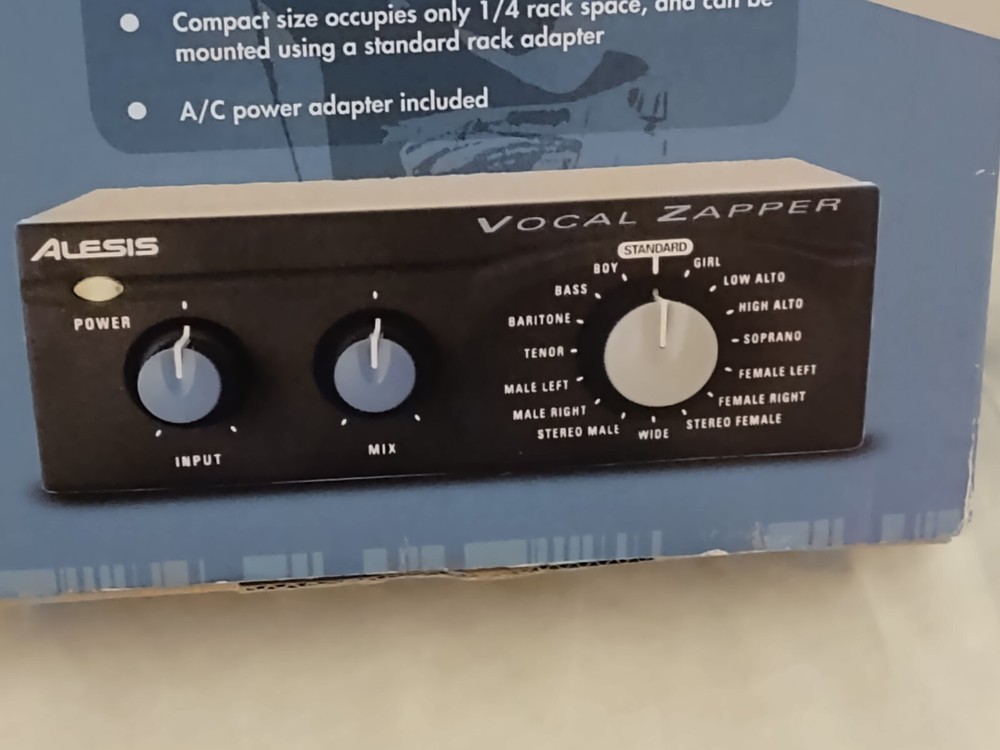 Compact size occupies only 1/4 rack space, and can be
mounted using a standard rack adapter
A/C power adapter included
ALESIS
VOCAL ZAPPER
POWER
INPUT
MIX
STANDARD
BOY
GIRL
BASS
LOW ALTO
BARITONE
HIGH ALTO
TENOR
SOPRANO
MALE LEFT
FEMALE LEFT
MALE RIGHT
FEMALE RIGHT
STEREO MALE
WIDE
STEREO FEMALE